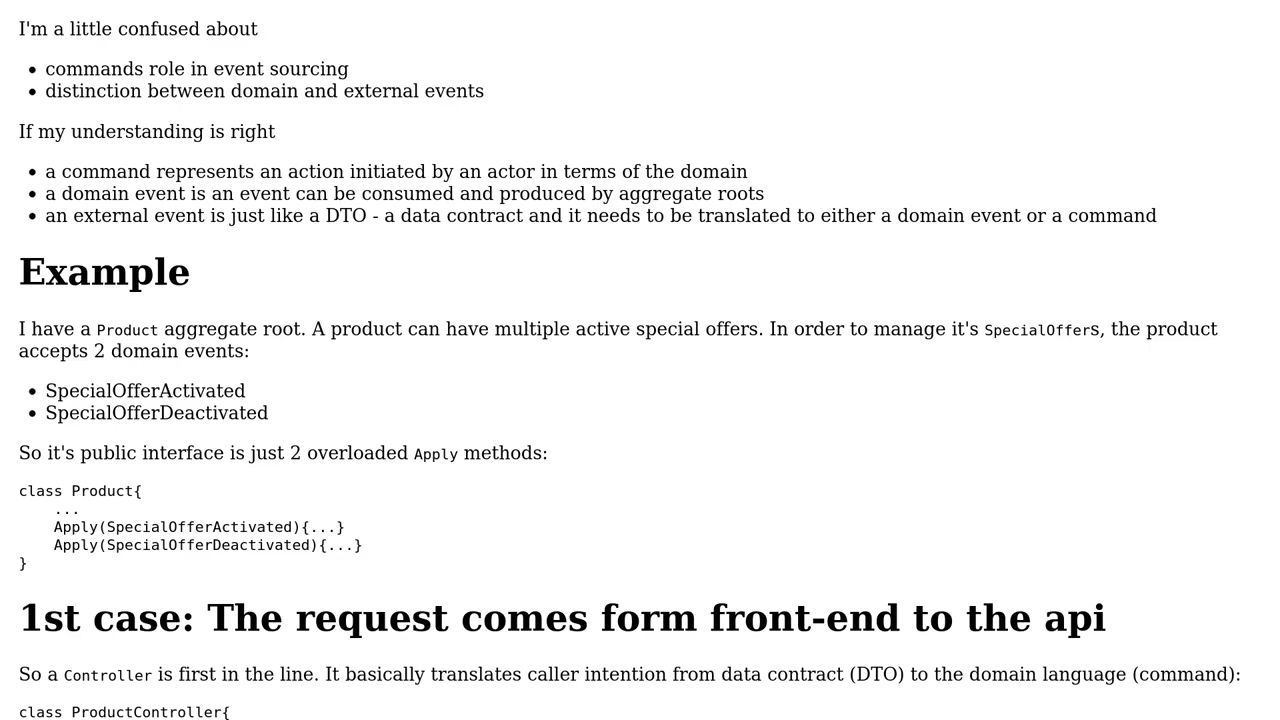 I'm a little confused about
• commands role in event sourcing
• distinction between domain and external events
If my understanding is right
• a command represents an action initiated by an actor in terms of the domain
• a domain event is an event can be consumed and produced by aggregate roots
• an external event is just like a DTO - a data contract and it needs to be translated to either a domain event or a command
Example
I have a Product aggregate root. A product can have multiple active special offers. In order to manage it's SpecialOffers, the product
accepts 2 domain events:
• SpecialOfferActivated
• SpecialOfferDeactivated
So it's public interface is just 2 overloaded Apply methods:
class Product{
    ...
    Apply(SpecialOfferActivated){...}
    Apply(SpecialOfferDeactivated){...}
}
1st case: The request comes form front-end to the api
So a Controller is first in the line. It basically translates caller intention from data contract (DTO) to the domain language (command):
class ProductController{